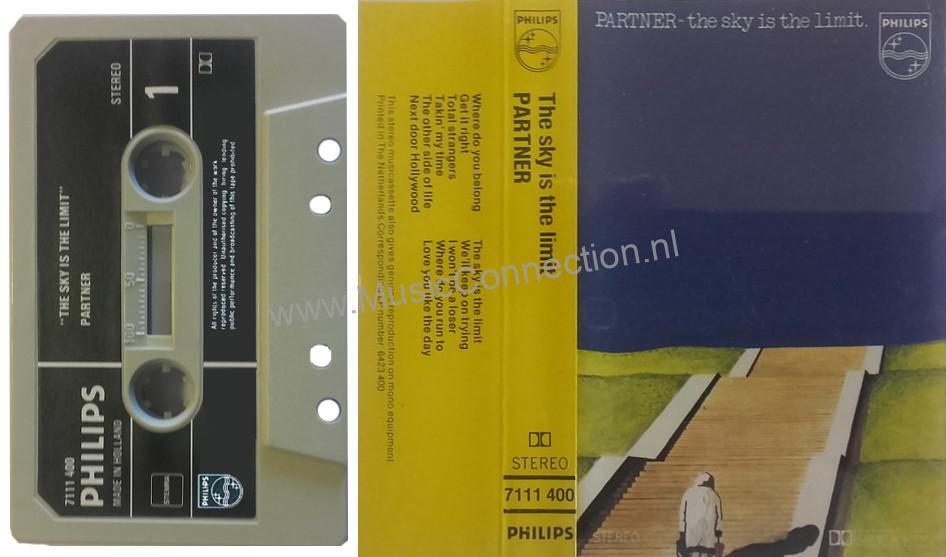 7111 400
PHILIPS
MADE IN HOLLAND
"THE SKY IS THE LIMIT"
PARTNER
STEREO
1
0
50
100
All rights of the producer and of the owner of the work
reproduced reserved Unauthorised copying hiring lending
public performance and broadcasting of this tape prohibited
STEMRA
PHILIPS
Where do you belong
Get it right
Total strangers
Takin' my time
The other side of life
Next door Hollywood
The sky is the limit
We'll keep on trying
I won't be a loser
Where do you run to
Love you like the day
This stereo musicassette also gives general reproduction on mono equipment
Printed in The Netherlands Corresponding number: 6423 400
PHILIPS
The sky is the limit
PARTNER
STEREO
7111 400
PHILIPS
PARTNER-the sky is the limit.
PHILIPS
STEREO
www.MusicConnection.nl